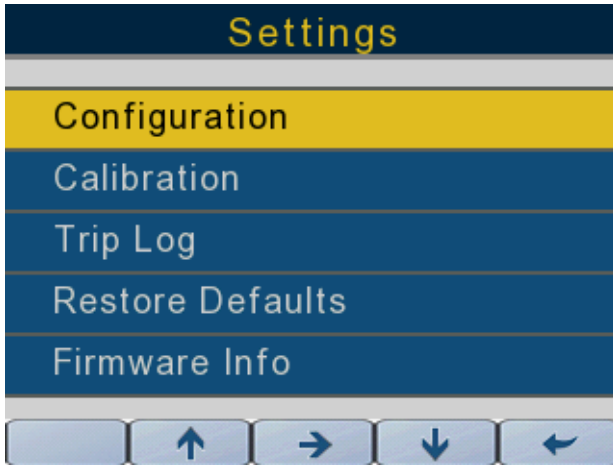 Settings
Configuration
Calibration
Trip Log
Restore Defaults
Firmware Info